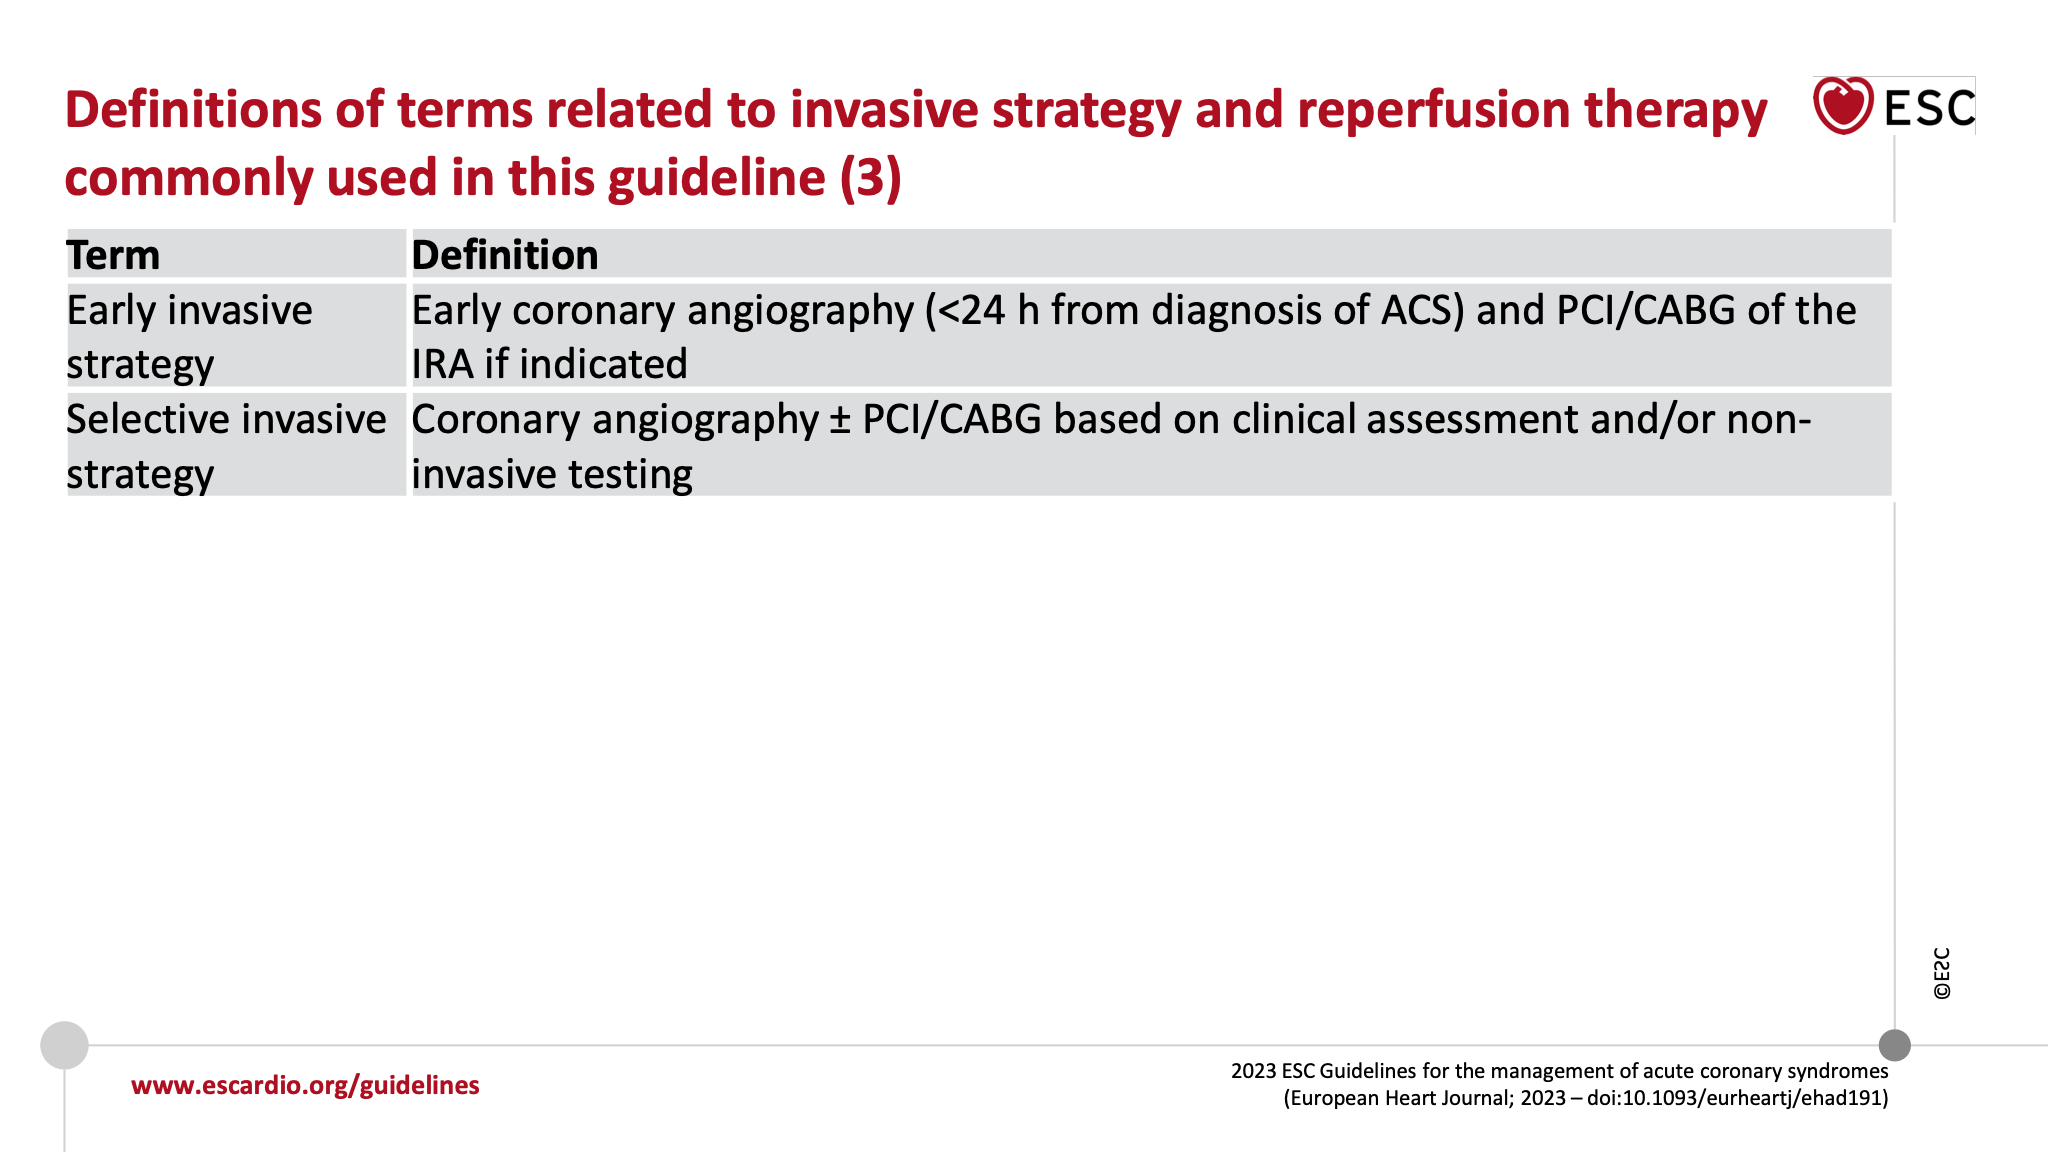 Definitions of terms related to invasive strategy and reperfusion therapy
commonly used in this guideline (3)
ESC
Term
Definition
Early invasive
strategy
Early coronary angiography (<24 h from diagnosis of ACS) and PCI/CABG of the
IRA if indicated
Selective invasive
strategy
Coronary angiography ± PCI/CABG based on clinical assessment and/or non-
invasive testing
©ESC
www.escardio.org/guidelines
2023 ESC Guidelines for the management of acute coronary syndromes
(European Heart Journal; 2023 – doi:10.1093/eurheartj/ehad191)